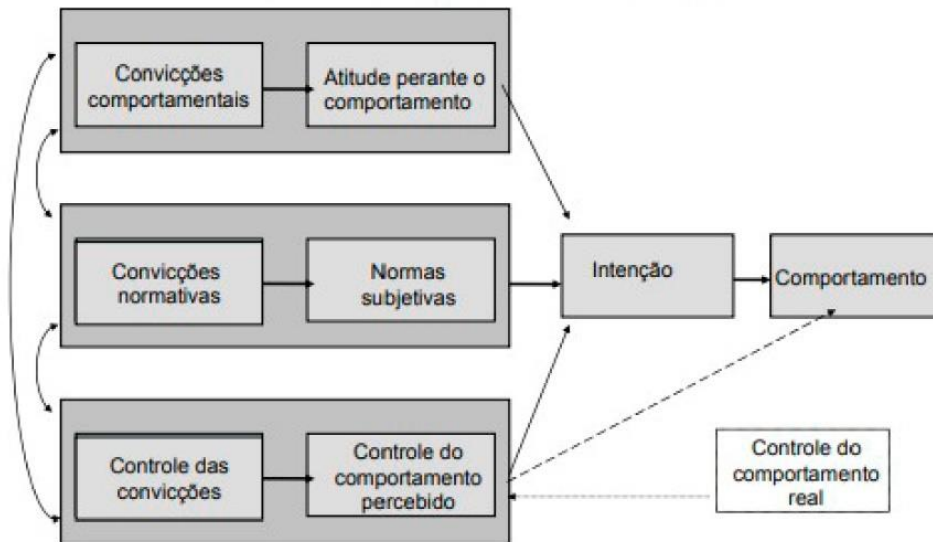 Convicções
comportamentais
Atitude perante o
comportamento
Convicções
normativas
Normas
subjetivas
Intenção
Comportamento
Controle das
convicções
Controle do
comportamento
percebido
Controle do
comportamento
real